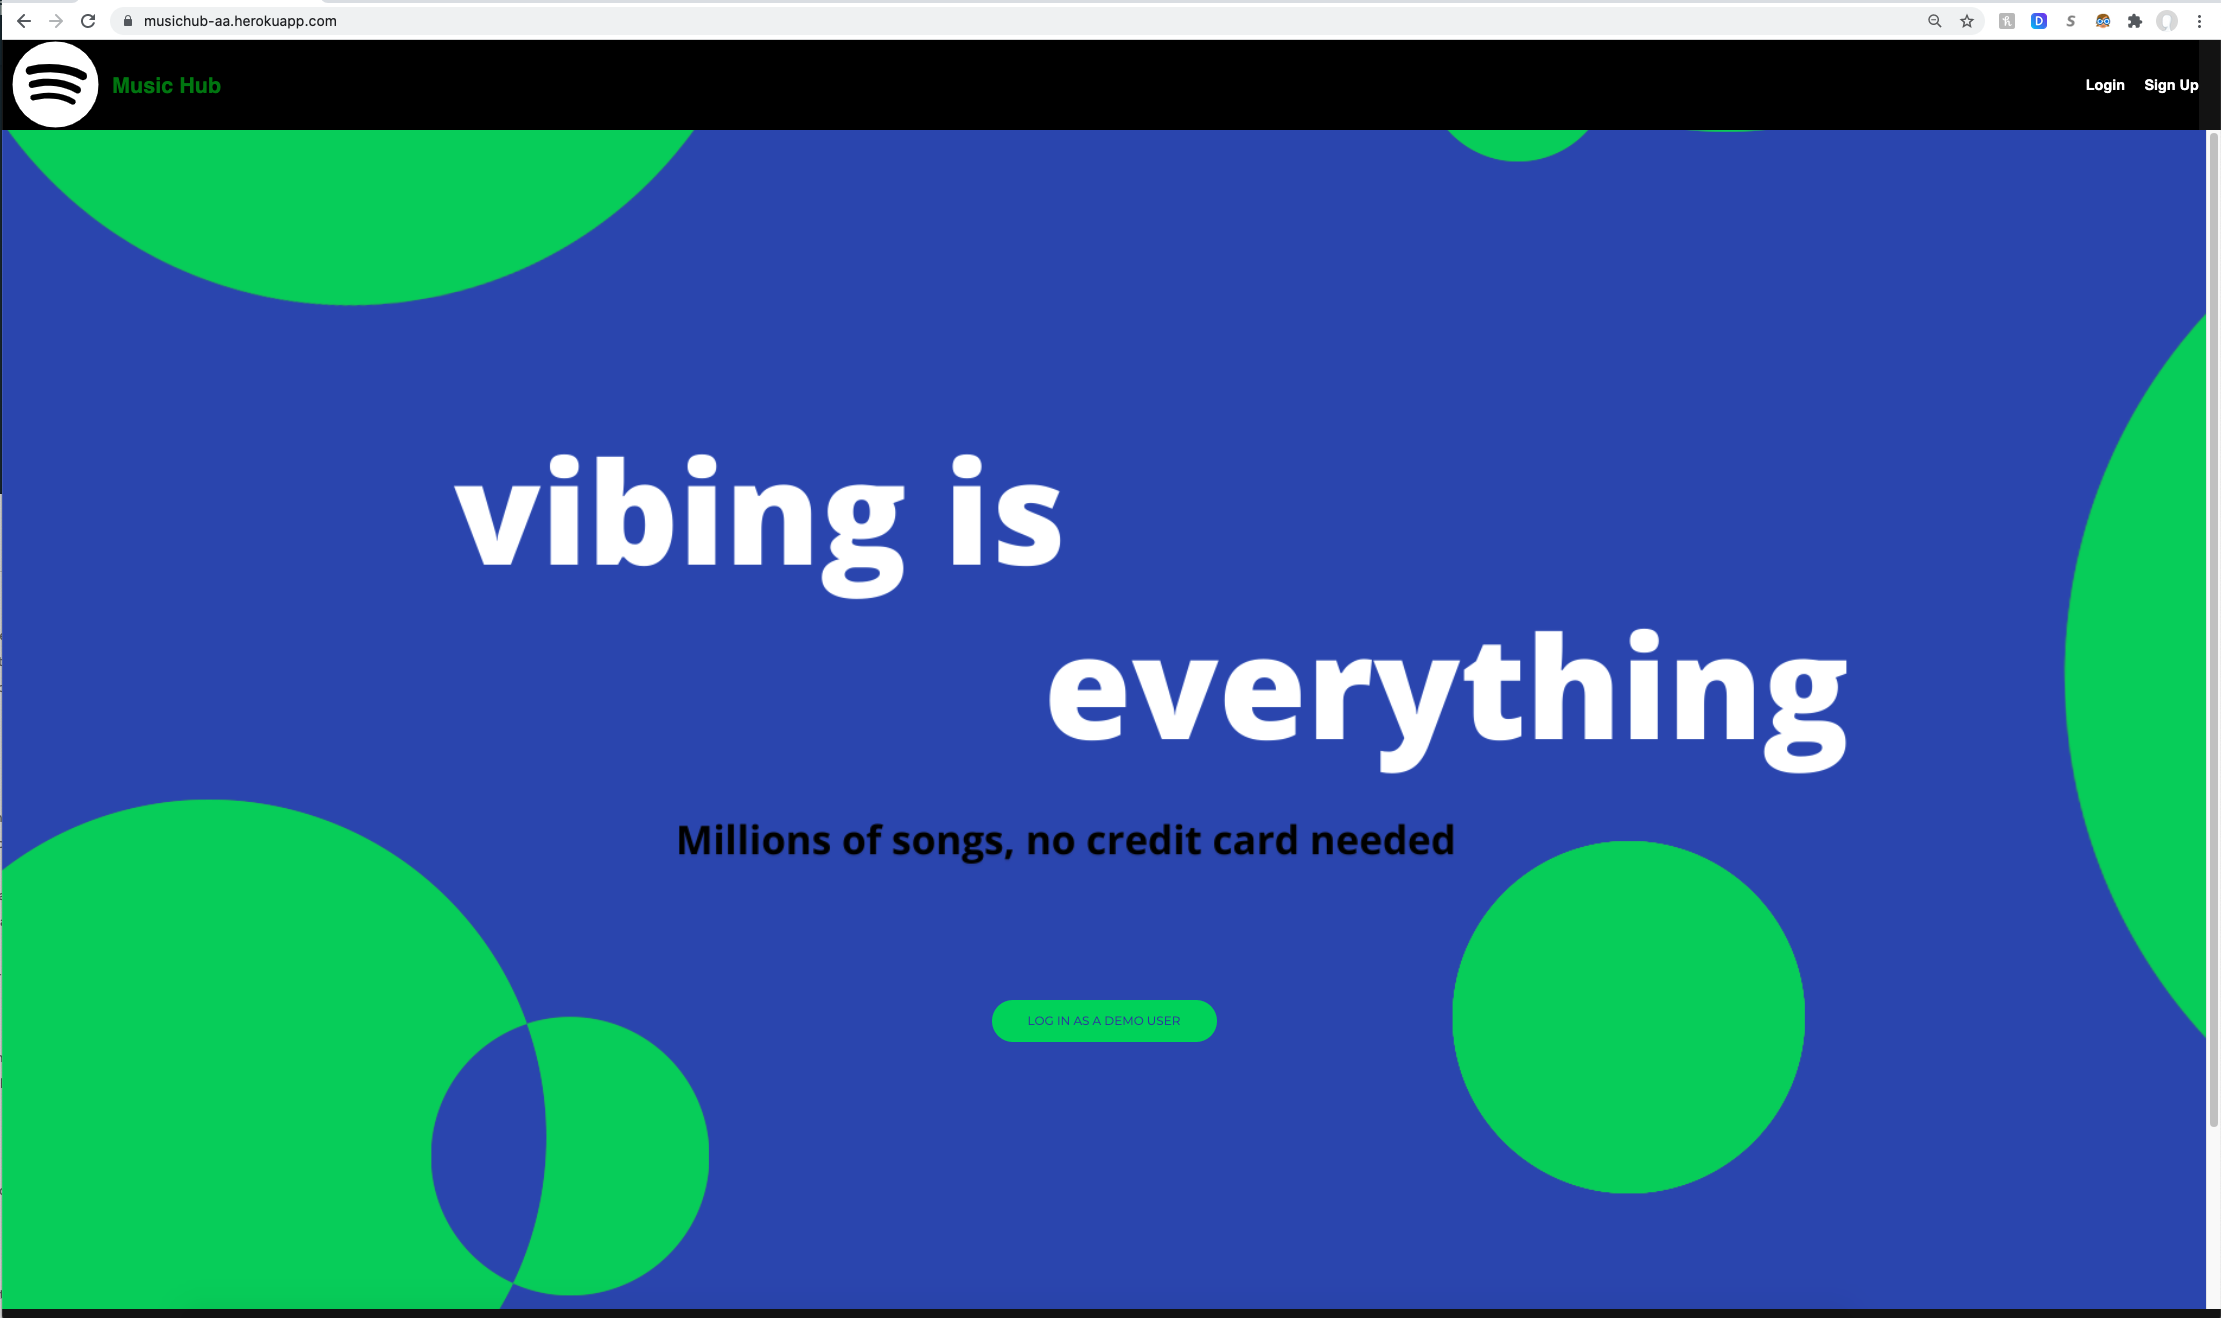 musichub-aa.herokuapp.com
Music Hub
Login Sign Up
vibing is
everything
Millions of songs, no credit card needed
LOG IN AS A DEMO USER